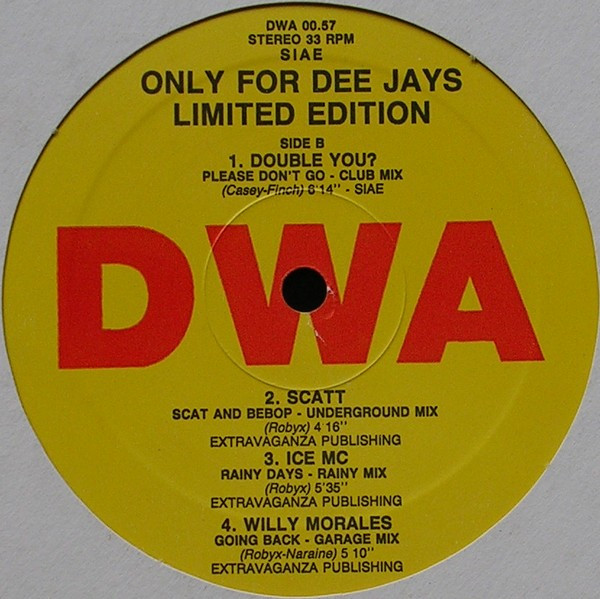 DWA 00.57
STEREO 33 RPM
SIAE
ONLY FOR DEE JAYS
LIMITED EDITION
SIDE B
1. DOUBLE YOU?
PLEASE DON'T GO - CLUB MIX
(Casey-Finch) 6'14'' - SIAE
DWA
2. SCATT
SCAT AND BEBOP - UNDERGROUND MIX
(Robyx) 4 16''
EXTRAVAGANZA PUBLISHING
3. ICE MC
RAINY DAYS - RAINY MIX
(Robyx) 5'35''
EXTRAVAGANZA PUBLISHING
4. WILLY MORALES
GOING BACK - GARAGE MIX
(Robyx-Naraine) 5 10''
EXTRAVAGANZA PUBLISHING